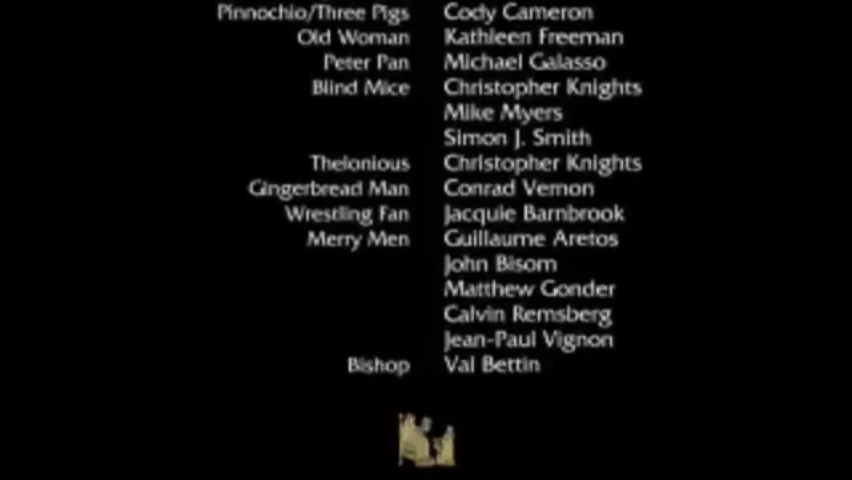 Pinnochio/Three Pigs Cody Cameron
Old Woman Kathleen Freeman
Peter Pan Michael Galasso
Blind Mice Christopher Knights
Mike Myers
Simon J. Smith
Thelonious Christopher Knights
Gingerbread Man Conrad Vernon
Wrestling Fan Jacquie Barnbrook
Merry Men Guillaume Aretos
John Bisom
Matthew Gonder
Calvin Remsberg
Jean-Paul Vignon
Bishop Val Bettin